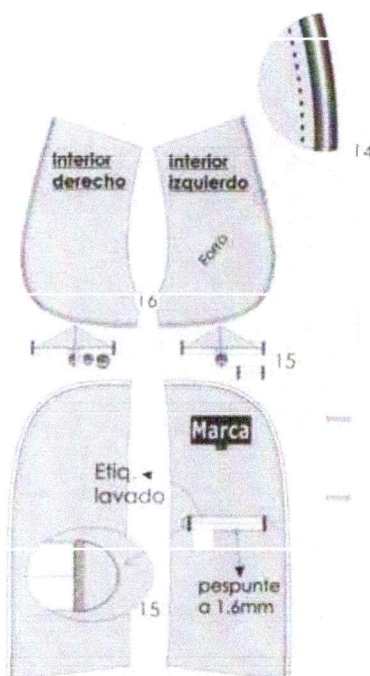 14
interior
derecho
interior
izquierdo
Forro
16
15
Marca
Etiq.
lavado
15
pespunte
a 1.6mm